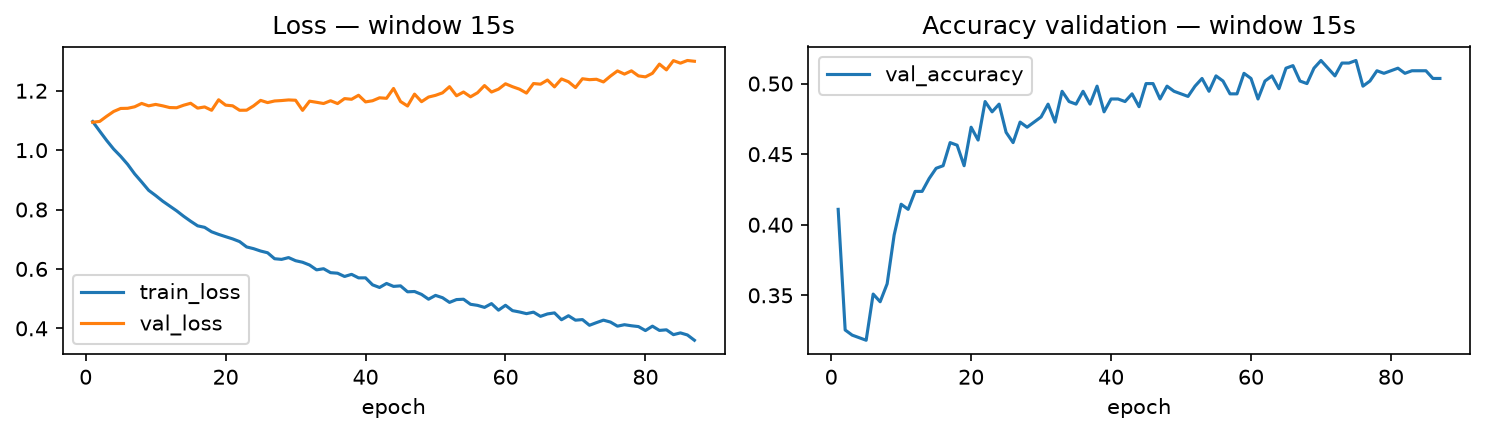 Loss — window 15s
1.2
1.0
0.8
0.6
0.4
train_loss
val_loss
0 20 40 60 80
epoch
Accuracy validation — window 15s
val_accuracy
0.50
0.45
0.40
0.35
0 20 40 60 80
epoch